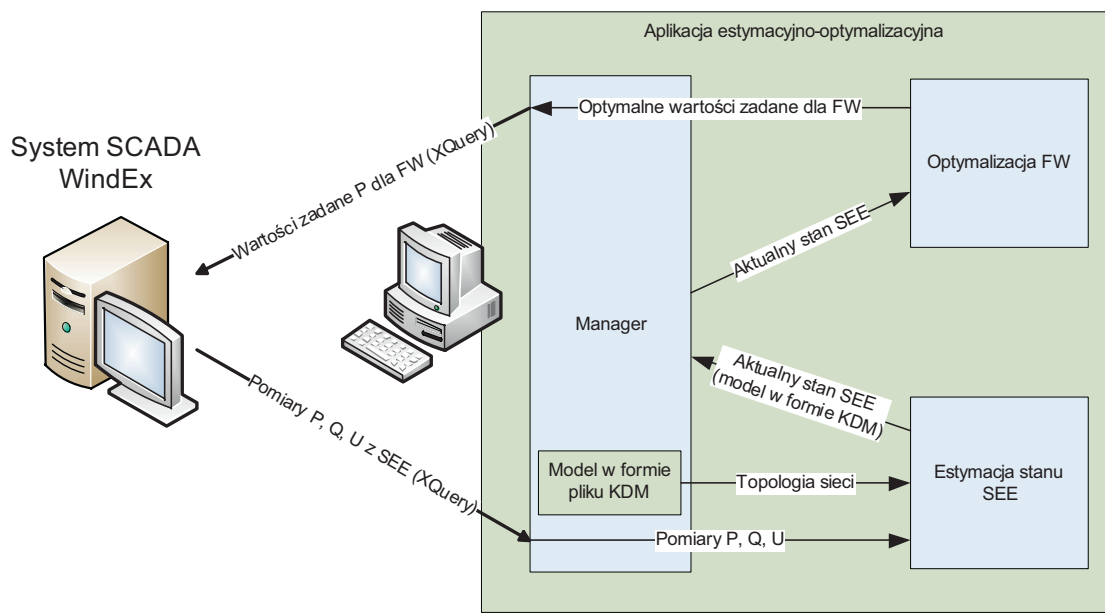 Aplikacja estymacyjno-optymalizacyjna
System SCADA
WindEx
Wartości zadane P dla FW (XQuery)
Optymalne wartości zadane dla FW
Optymalizacja FW
Aktualny stan SEE
Manager
Aktualny stan SEE
(model w formie KDM)
Pomiary P, Q, U z SEE (XQuery)
Model w formie
pliku KDM
Topologia sieci
Estymacja stanu
SEE
Pomiary P, Q, U